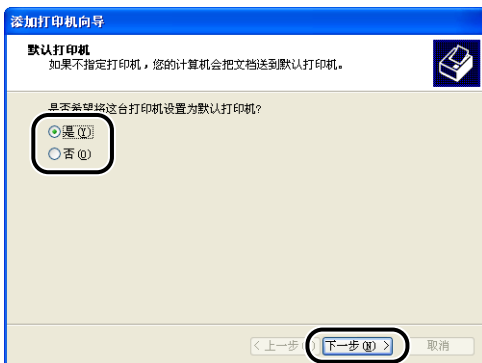 添加打印机向导
默认打印机
如果不指定打印机，您的计算机会把文档送到默认打印机。
是否希望将这台打印机设置为默认打印机?
是(Y)
否(O)
< 上一步
下一步(N) >
取消